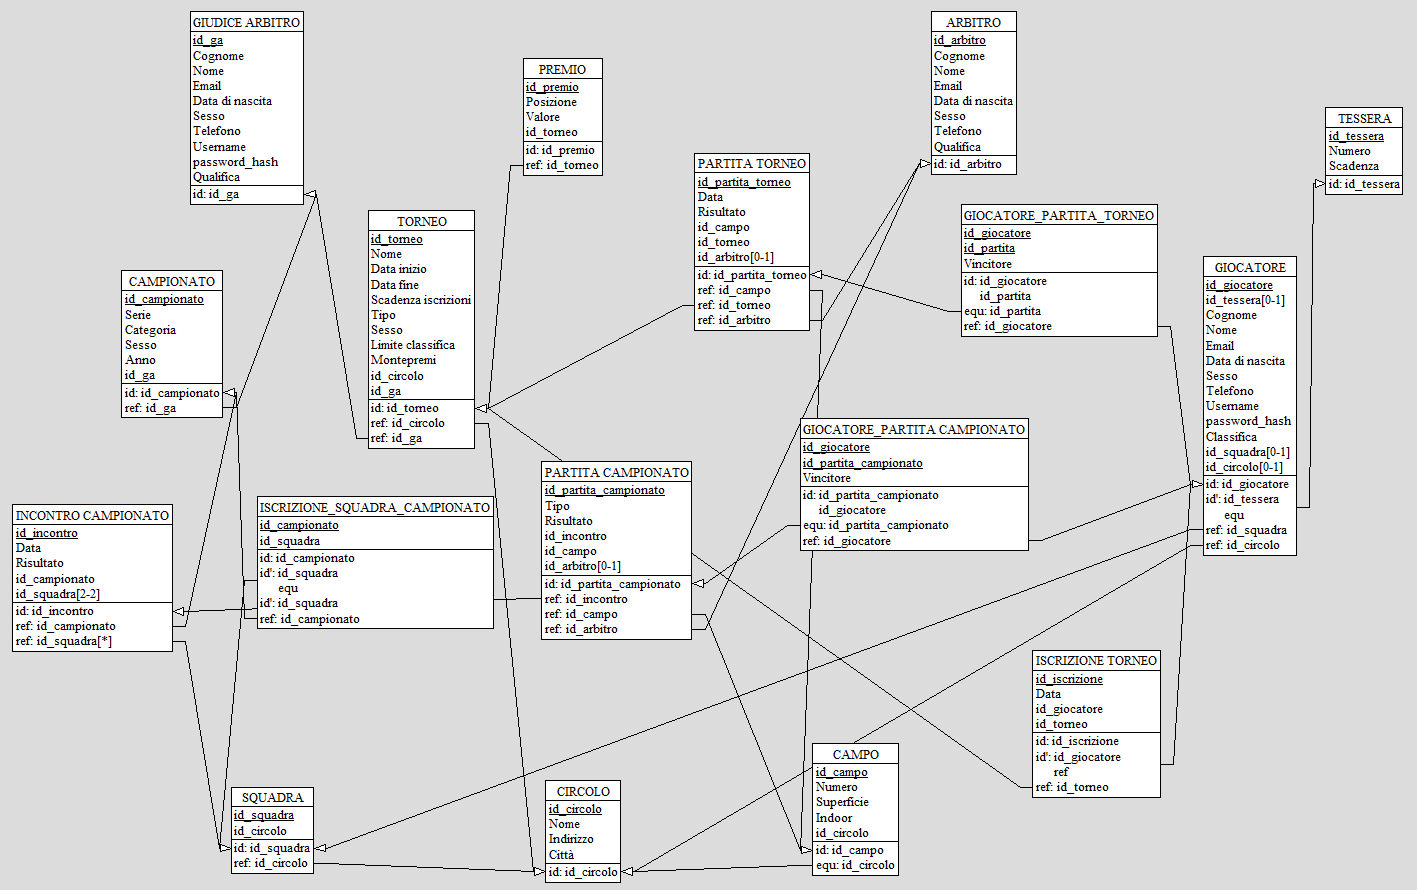 GIUDICE ARBITRO
id_ga
Cognome
Nome
Email
Data di nascita
Sesso
Telefono
Username
password_hash
Qualifica
id: id_ga
PREMIO
id_premio
Posizione
Valore
id_torneo
id: id_premio
ref: id_torneo
ARBITRO
id_arbitro
Cognome
Nome
Email
Data di nascita
Sesso
Telefono
Qualifica
id: id_arbitro
TESSERA
id_tessera
Numero
Scadenza
id: id_tessera
PARTITA TORNEO
id_partita_torneo
Data
Risultato
id_campo
id_torneo
id_arbitro[0-1]
id: id_partita_torneo
ref: id_campo
ref: id_torneo
ref: id_arbitro
GIOCATORE_PARTITA_TORNEO
id_giocatore
id_partita
Vincitore
id: id_giocatore
id_partita
equ: id_partita
ref: id_giocatore
TORNEO
id_torneo
Nome
Data inizio
Data fine
Scadenza iscrizioni
Tipo
Sesso
Limite classifica
Montepremi
id_circolo
id_ga
id: id_torneo
ref: id_circolo
ref: id_ga
CAMPIONATO
id_campionato
Serie
Categoria
Sesso
Anno
id_ga
id: id_campionato
ref: id_ga
GIOCATORE
id_giocatore
id_tessera[0-1]
Cognome
Nome
Email
Data di nascita
Sesso
Telefono
Username
password_hash
Classifica
id_squadra[0-1]
id_circolo[0-1]
id: id_giocatore
id': id_tessera
equ
ref: id_squadra
ref: id_circolo
GIOCATORE_PARTITA CAMPIONATO
id_giocatore
id_partita_campionato
Vincitore
id: id_partita_campionato
id_giocatore
equ: id_partita_campionato
ref: id_giocatore
PARTITA CAMPIONATO
id_partita_campionato
Tipo
Risultato
id_incontro
id_campo
id_arbitro[0-1]
id: id_partita_campionato
ref: id_incontro
ref: id_campo
ref: id_arbitro
ISCRIZIONE_SQUADRA_CAMPIONATO
id_campionato
id_squadra
id: id_campionato
id': id_squadra
equ
id': id_squadra
ref: id_campionato
INCONTRO CAMPIONATO
id_incontro
Data
Risultato
id_campionato
id_squadra[2-2]
id: id_incontro
ref: id_campionato
ref: id_squadra[*]
ISCRIZIONE TORNEO
id_iscrizione
Data
id_giocatore
id_torneo
id: id_iscrizione
id': id_giocatore
ref
ref: id_torneo
CAMPO
id_campo
Numero
Superficie
Indoor
id_circolo
id: id_campo
equ: id_circolo
CIRCOLO
id_circolo
Nome
Indirizzo
Città
id: id_circolo
SQUADRA
id_squadra
id_circolo
id: id_squadra
ref: id_circolo